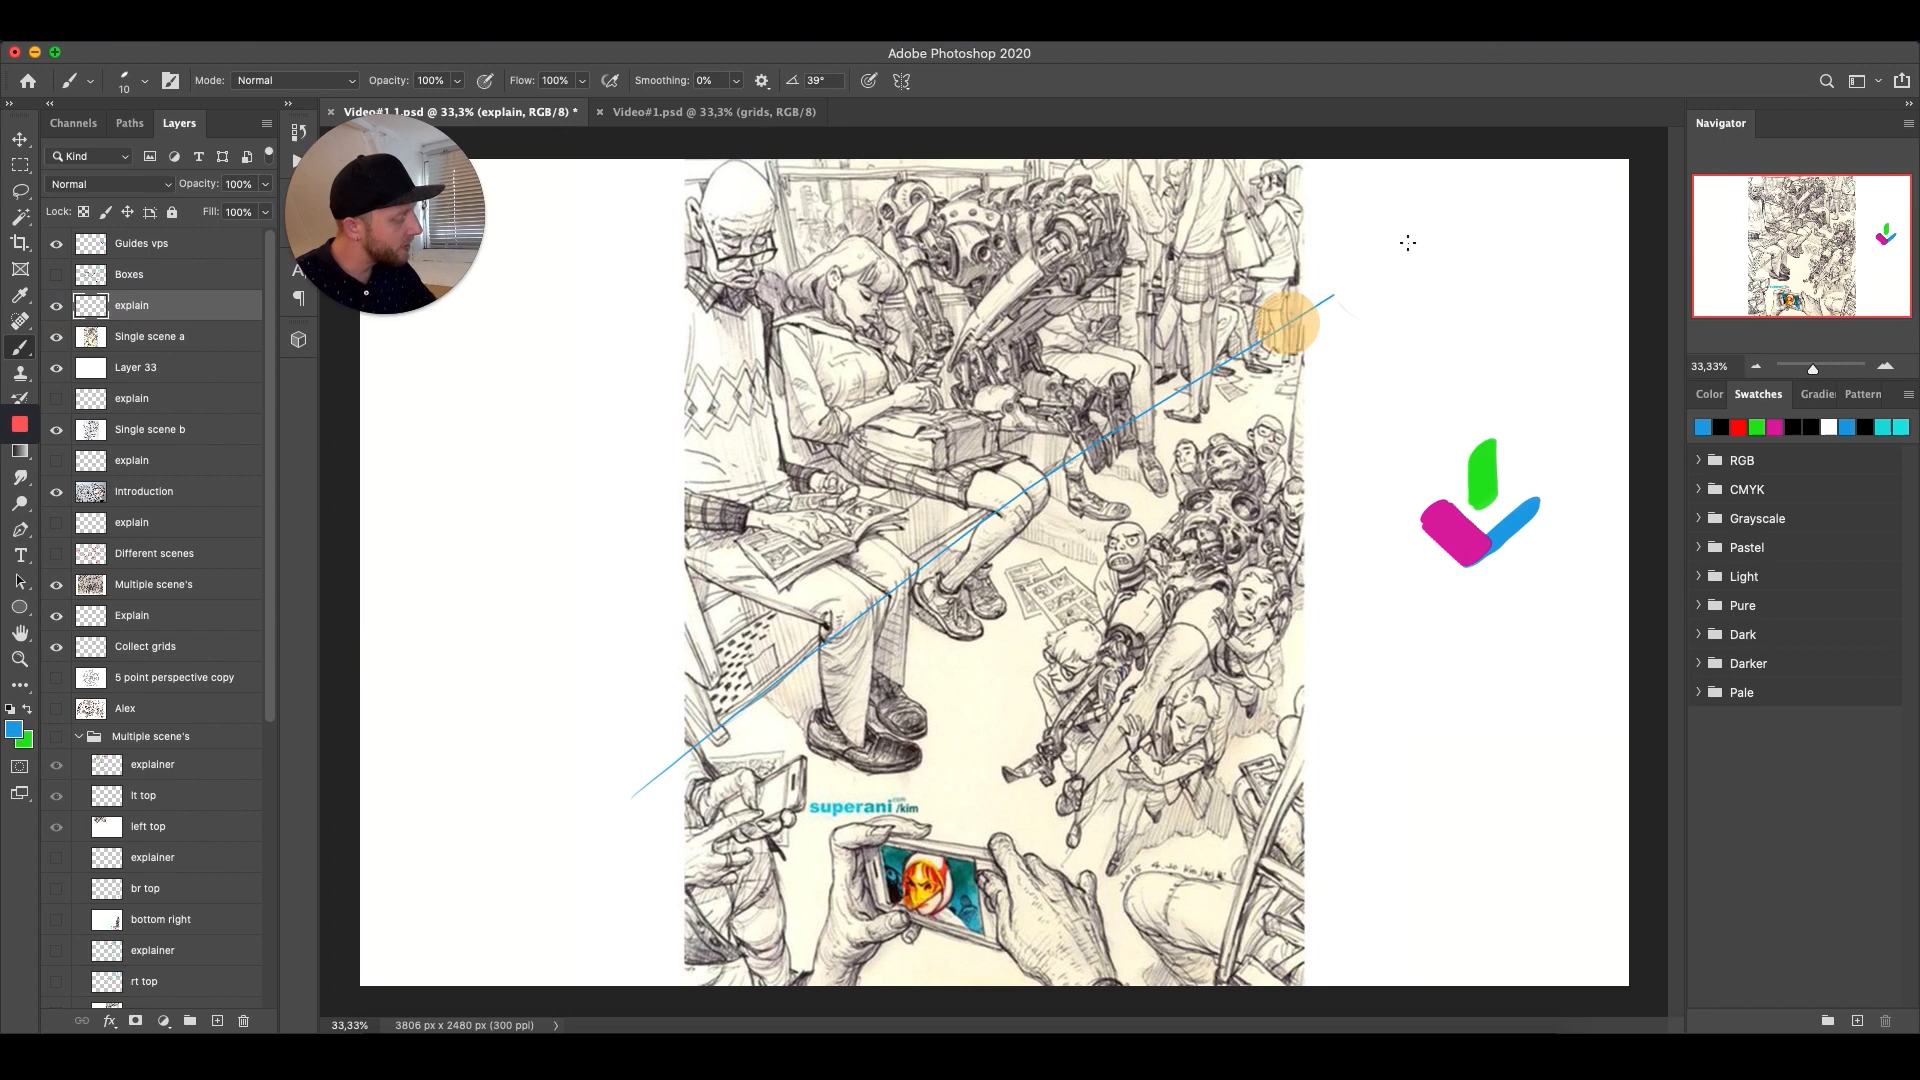 Adobe Photoshop 2020
10
Mode: Normal
Opacity: 100%
Flow: 100%
Smoothing: 0%
39°
Channels
Paths
Layers
Video#1.1.psd @ 33,3% (explain, RGB/8) *
Video#1.psd @ 33,3% (grids, RGB/8)
Kind
Normal
Opacity: 100%
Lock:
Fill: 100%
Guides vps
Boxes
explain
Single scene a
Layer 33
explain
Single scene b
explain
Introduction
explain
Different scenes
Multiple scene's
Explain
Collect grids
5 point perspective copy
Alex
Multiple scene's
explainer
lt top
left top
explainer
br top
bottom right
explainer
rt top
superani.com/kim
33,33%
3806 px x 2480 px (300 ppi)
Navigator
33,33%
Color
Swatches
Gradie
Pattern
RGB
CMYK
Grayscale
Pastel
Light
Pure
Dark
Darker
Pale